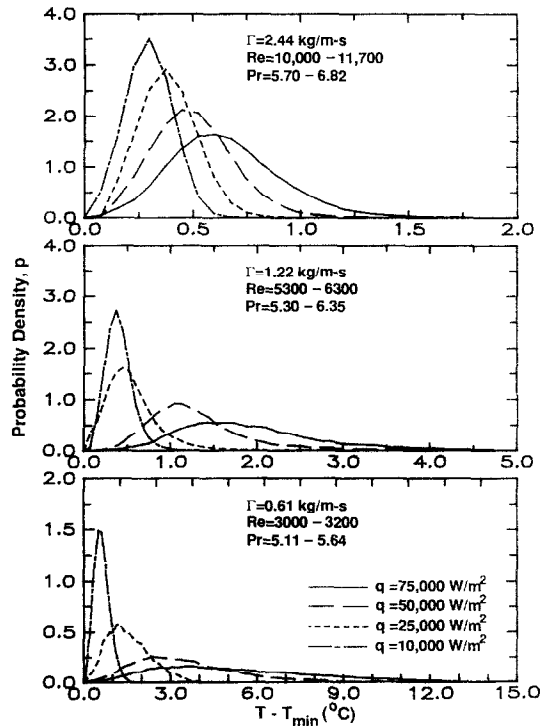 4.0
3.0
2.0
1.0
0.0
Γ=2.44 kg/m-s
Re=10,000 – 11,700
Pr=5.70 – 6.82
0.0 0.5 1.0 1.5 2.0
Probability Density, p
4.0
3.0
2.0
1.0
0.0
Γ=1.22 kg/m-s
Re=5300 – 6300
Pr=5.30 – 6.35
0.0 1.0 2.0 3.0 4.0 5.0
2.0
1.5
1.0
0.5
0.0
Γ=0.61 kg/m-s
Re=3000 – 3200
Pr=5.11 – 5.64
q =75,000 W/m²
q =50,000 W/m²
q =25,000 W/m²
q =10,000 W/m²
0.0 3.0 6.0 9.0 12.0 15.0
T - Tmin (°C)